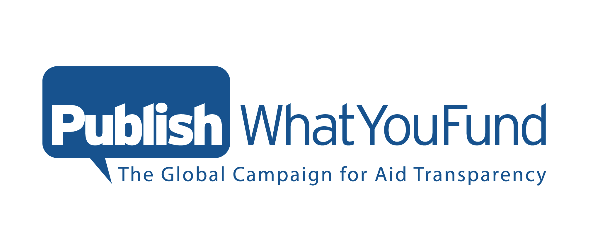 Publish WhatYouFund
The Global Campaign for Aid Transparency